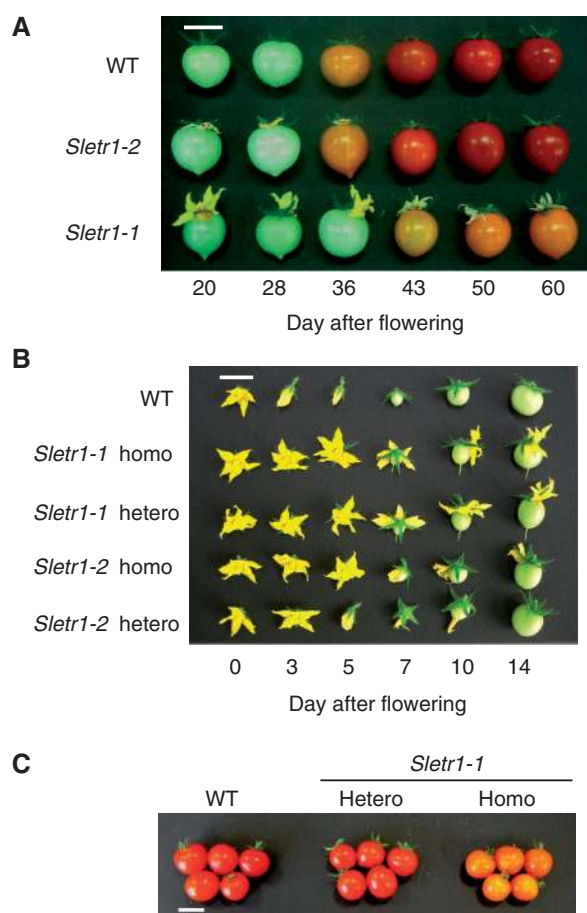 A
WT
Sletr1-2
Sletr1-1
20 28 36 43 50 60
Day after flowering
B
WT
Sletr1-1 homo
Sletr1-1 hetero
Sletr1-2 homo
Sletr1-2 hetero
0 3 5 7 10 14
Day after flowering
C
Sletr1-1
WT Hetero Homo